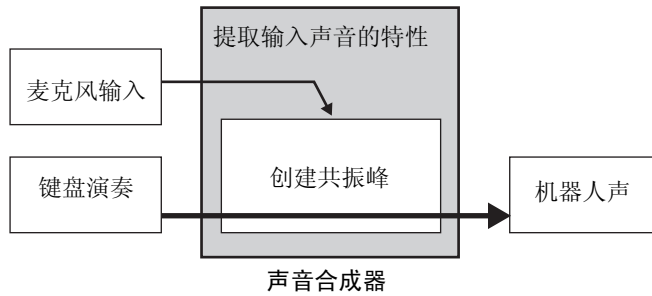 提取输入声音的特性
麦克风输入
创建共振峰
键盘演奏
机器人声
声音合成器